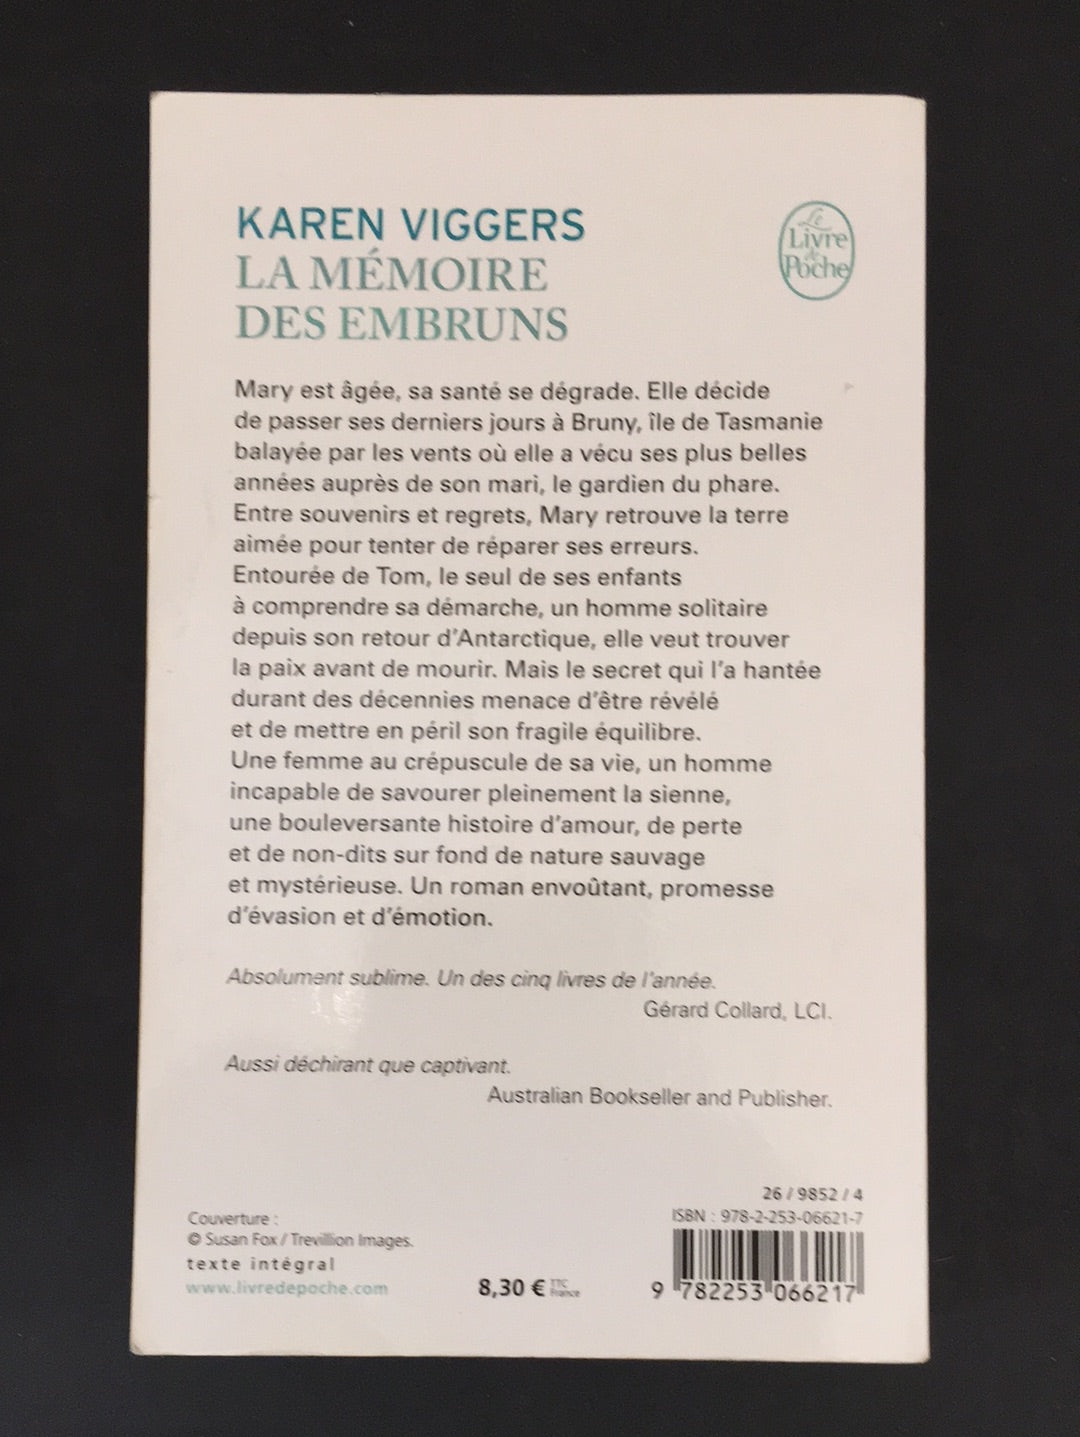 KAREN VIGGERS
LA MÉMOIRE
DES EMBRUNS
Le
Livre
de
Poche
Mary est âgée, sa santé se dégrade. Elle décide
de passer ses derniers jours à Bruny, île de Tasmanie
balayée par les vents où elle a vécu ses plus belles
années auprès de son mari, le gardien du phare.
Entre souvenirs et regrets, Mary retrouve la terre
aimée pour tenter de réparer ses erreurs.
Entourée de Tom, le seul de ses enfants
à comprendre sa démarche, un homme solitaire
depuis son retour d'Antarctique, elle veut trouver
la paix avant de mourir. Mais le secret qui l'a hantée
durant des décennies menace d'être révélé
et de mettre en péril son fragile équilibre.
Une femme au crépuscule de sa vie, un homme
incapable de savourer pleinement la sienne,
une bouleversante histoire d'amour, de perte
et de non-dits sur fond de nature sauvage
et mystérieuse. Un roman envoûtant, promesse
d'évasion et d'émotion.
Absolument sublime. Un des cinq livres de l'année.
Gérard Collard, LCI.
Aussi déchirant que captivant.
Australian Bookseller and Publisher.
Couverture :
© Susan Fox / Trevillion Images.
texte intégral
www.livredepoche.com
8,30 € TTC
France
26 / 9852 / 4
ISBN : 978-2-253-06621-7
9 782253 066217